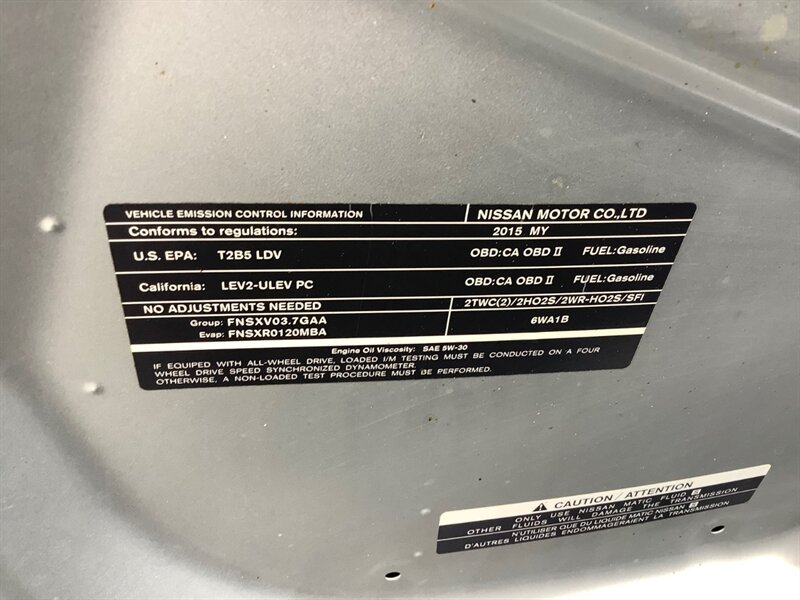 VEHICLE EMISSION CONTROL INFORMATION NISSAN MOTOR CO.,LTD
Conforms to regulations: 2015 MY
U.S. EPA: T2B5 LDV OBD:CA OBD II FUEL:Gasoline
California: LEV2-ULEV PC OBD:CA OBD II FUEL:Gasoline
NO ADJUSTMENTS NEEDED 2TWC(2)/2HO2S/2WR-HO2S/SFI
Group: FNSXV03.7GAA 6WA1B
Evap: FNSXR0120MBA
Engine Oil Viscosity: SAE 5W-30
IF EQUIPED WITH ALL-WHEEL DRIVE, LOADED I/M TESTING MUST BE CONDUCTED ON A FOUR
WHEEL DRIVE SPEED SYNCHRONIZED DYNAMOMETER.
OTHERWISE, A NON-LOADED TEST PROCEDURE MUST BE PERFORMED.
CAUTION / ATTENTION
ONLY USE NISSAN MATIC FLUID S
OTHER FLUIDS WILL DAMAGE THE TRANSMISSION
N'UTILISER QUE DU LIQUIDE MATIC NISSAN S
D'AUTRES LIQUIDES ENDOMMAGERAIENT LA TRANSMISSION